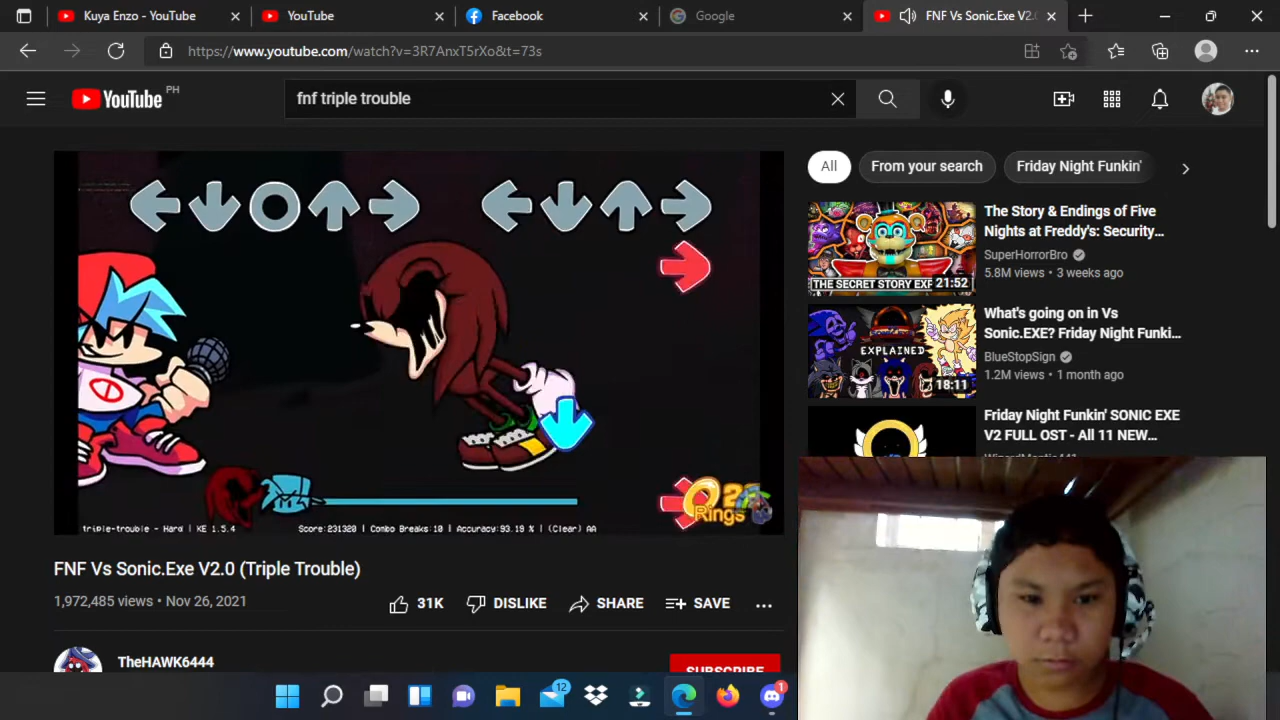 Kuya Enzo - YouTube
YouTube
Facebook
Google
FNF Vs Sonic.Exe V2.0
https://www.youtube.com/watch?v=3R7AnxT5rXo&t=73s
YouTube PH
fnf triple trouble
All
From your search
Friday Night Funkin'
The Story & Endings of Five
Nights at Freddy's: Security...
SuperHorrorBro
5.8M views • 3 weeks ago
21:52
What's going on in Vs
Sonic.EXE? Friday Night Funki...
BlueStopSign
1.2M views • 1 month ago
EXPLAINED
18:11
Friday Night Funkin' SONIC EXE
V2 FULL OST - All 11 NEW...
Rings
triple-trouble - Hard | KE 1.5.4
Score:231320 | Combo Breaks:10 | Accuracy:93.19 % | (Clear) AA
FNF Vs Sonic.Exe V2.0 (Triple Trouble)
1,972,485 views • Nov 26, 2021
31K
DISLIKE
SHARE
SAVE
TheHAWK6444
SUBSCRIBE
12
1